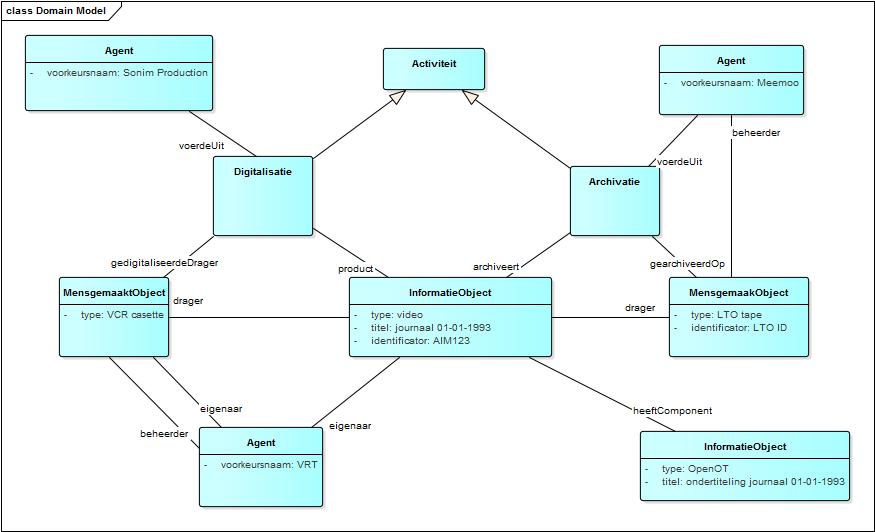 class Domain Model
Agent
- voorkeursnaam: Sonim Production
Activiteit
Agent
- voorkeursnaam: Meemoo
beheerder
voerdeUit
voerdeUit
Digitalisatie
Archivatie
gedigitaliseerdeDrager
product
archiveert
gearchiveerdOp
MensgemaaktObject
- type: VCR casette
drager
InformatieObject
- type: video
- titel: journaal 01-01-1993
- identificator: AIM123
drager
MensgemaakObject
- type: LTO tape
- identificator: LTO ID
eigenaar
beheerder
eigenaar
heeftComponent
Agent
- voorkeursnaam: VRT
InformatieObject
- type: OpenOT
- titel: ondertiteling journaal 01-01-1993